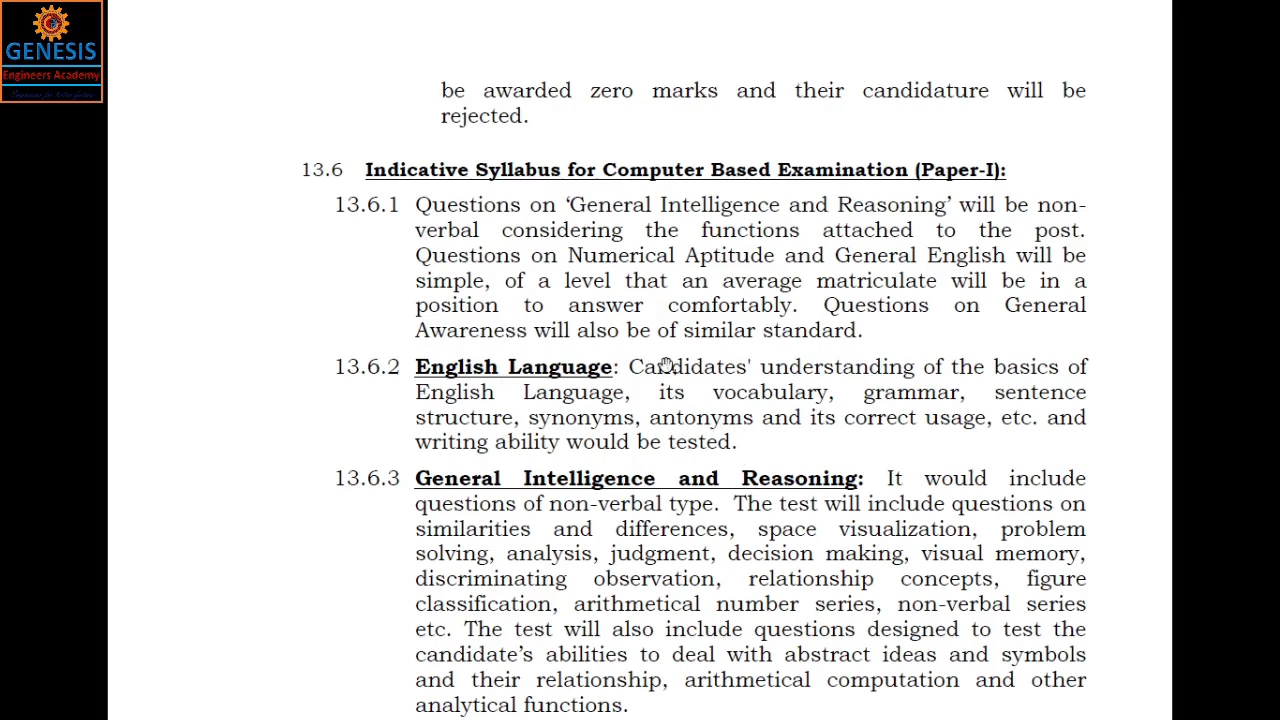 GENESIS
Engineers Academy
be awarded zero marks and their candidature will be
rejected.
13.6 Indicative Syllabus for Computer Based Examination (Paper-I):
13.6.1 Questions on ‘General Intelligence and Reasoning’ will be non-
verbal considering the functions attached to the post.
Questions on Numerical Aptitude and General English will be
simple, of a level that an average matriculate will be in a
position to answer comfortably. Questions on General
Awareness will also be of similar standard.
13.6.2 English Language: Candidates' understanding of the basics of
English Language, its vocabulary, grammar, sentence
structure, synonyms, antonyms and its correct usage, etc. and
writing ability would be tested.
13.6.3 General Intelligence and Reasoning: It would include
questions of non-verbal type. The test will include questions on
similarities and differences, space visualization, problem
solving, analysis, judgment, decision making, visual memory,
discriminating observation, relationship concepts, figure
classification, arithmetical number series, non-verbal series
etc. The test will also include questions designed to test the
candidate’s abilities to deal with abstract ideas and symbols
and their relationship, arithmetical computation and other
analytical functions.